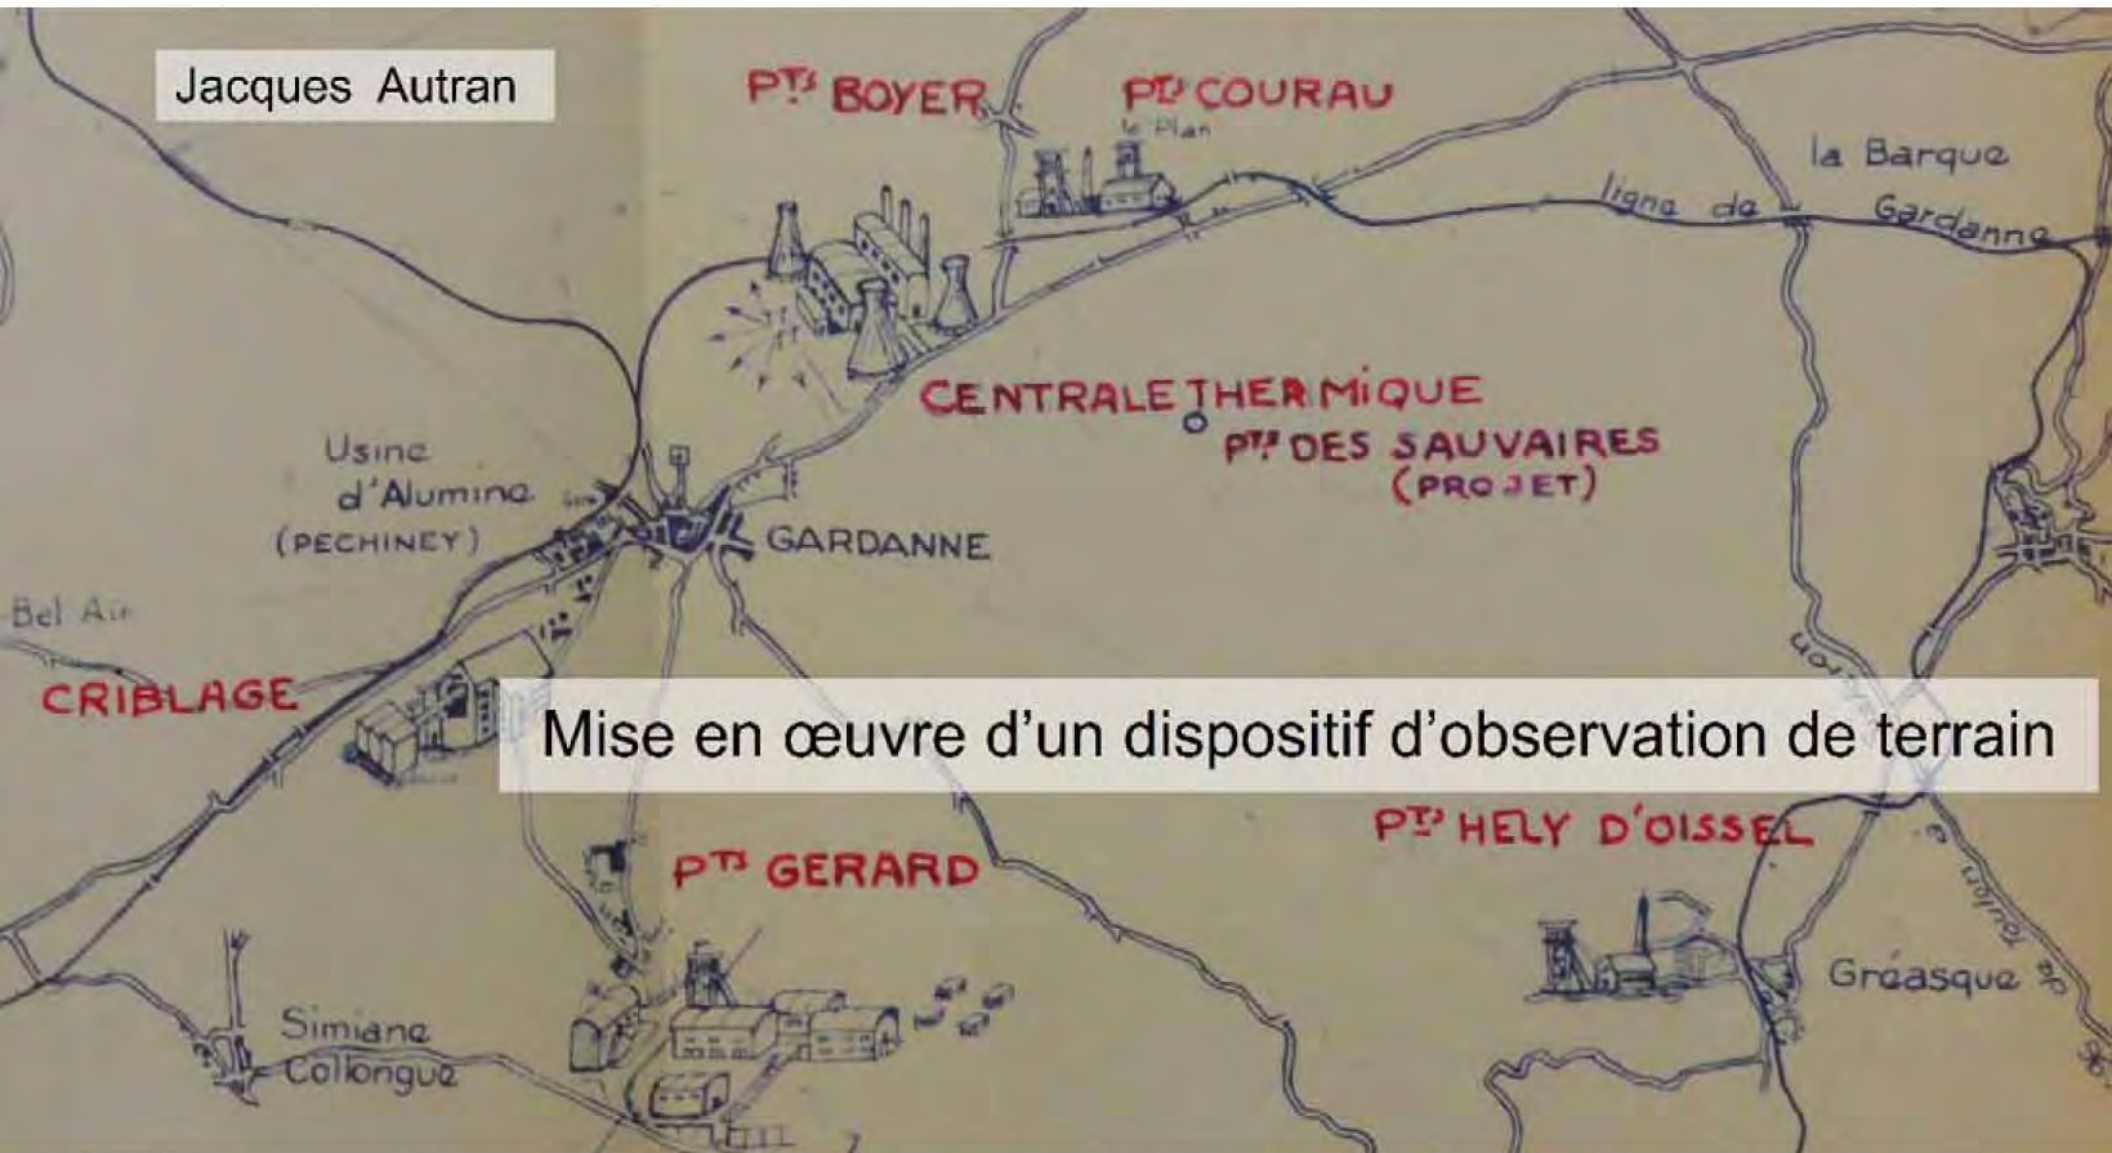 Jacques Autran
PTS BOYER
PTS COURAU
le Plan
la Barque
ligne de Gardanne
CENTRALE THERMIQUE
PTS DES SAUVAIRES
(PROJET)
Usine
d'Alumine
(PECHINEY)
GARDANNE
Bel Air
CRIBLAGE
Mise en œuvre d'un dispositif d'observation de terrain
PTS HELY D'OISSEL
PTS GERARD
de Toulon
Gréasque
Simiane
Collongue